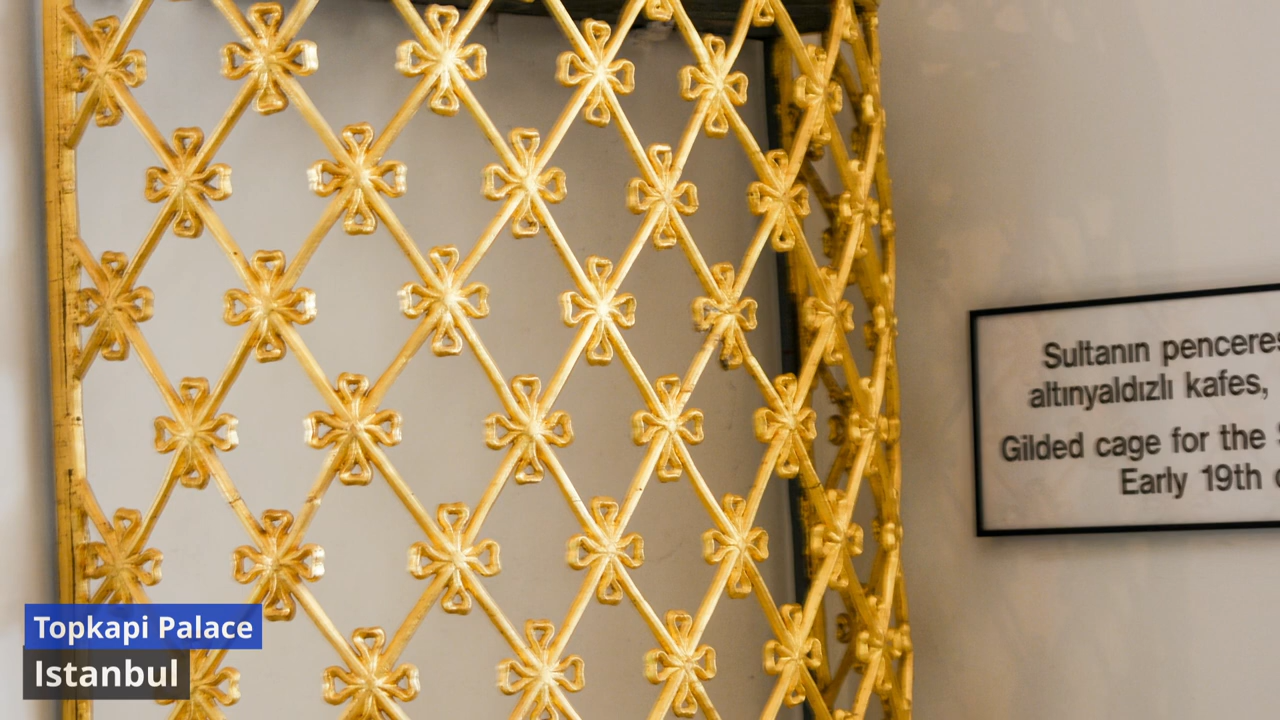 Sultanın penceres
altınyaldızlı kafes,
Gilded cage for the
Early 19th
Topkapi Palace
Istanbul